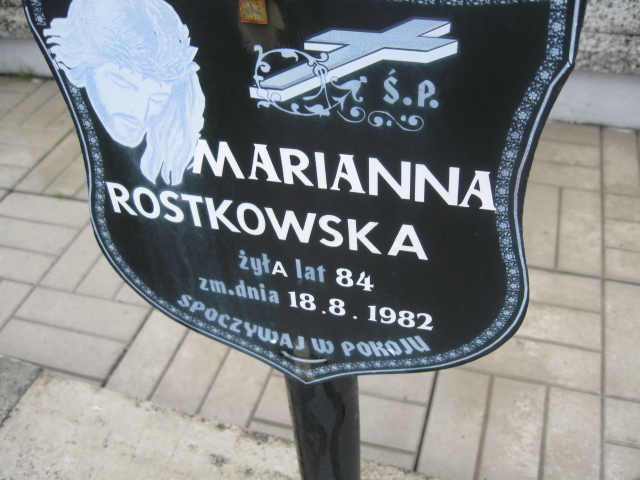 Ś.P.
MARIANNA
ROSTKOWSKA
żyłA lat 84
zm.dnia 18.8.1982
SPOCZYWAJ W POKOJU